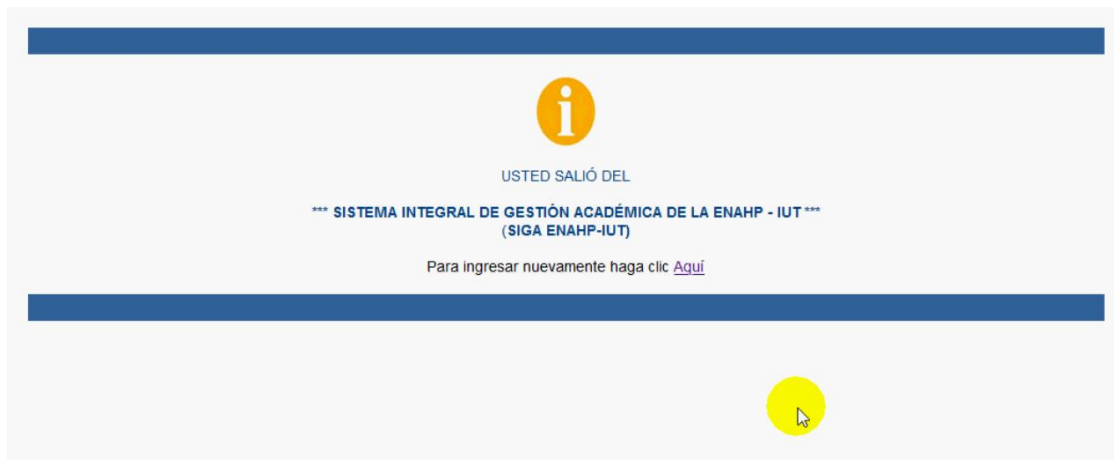 USTED SALIÓ DEL
*** SISTEMA INTEGRAL DE GESTIÓN ACADÉMICA DE LA ENAHP - IUT ***
(SIGA ENAHP-IUT)
Para ingresar nuevamente haga clic Aquí